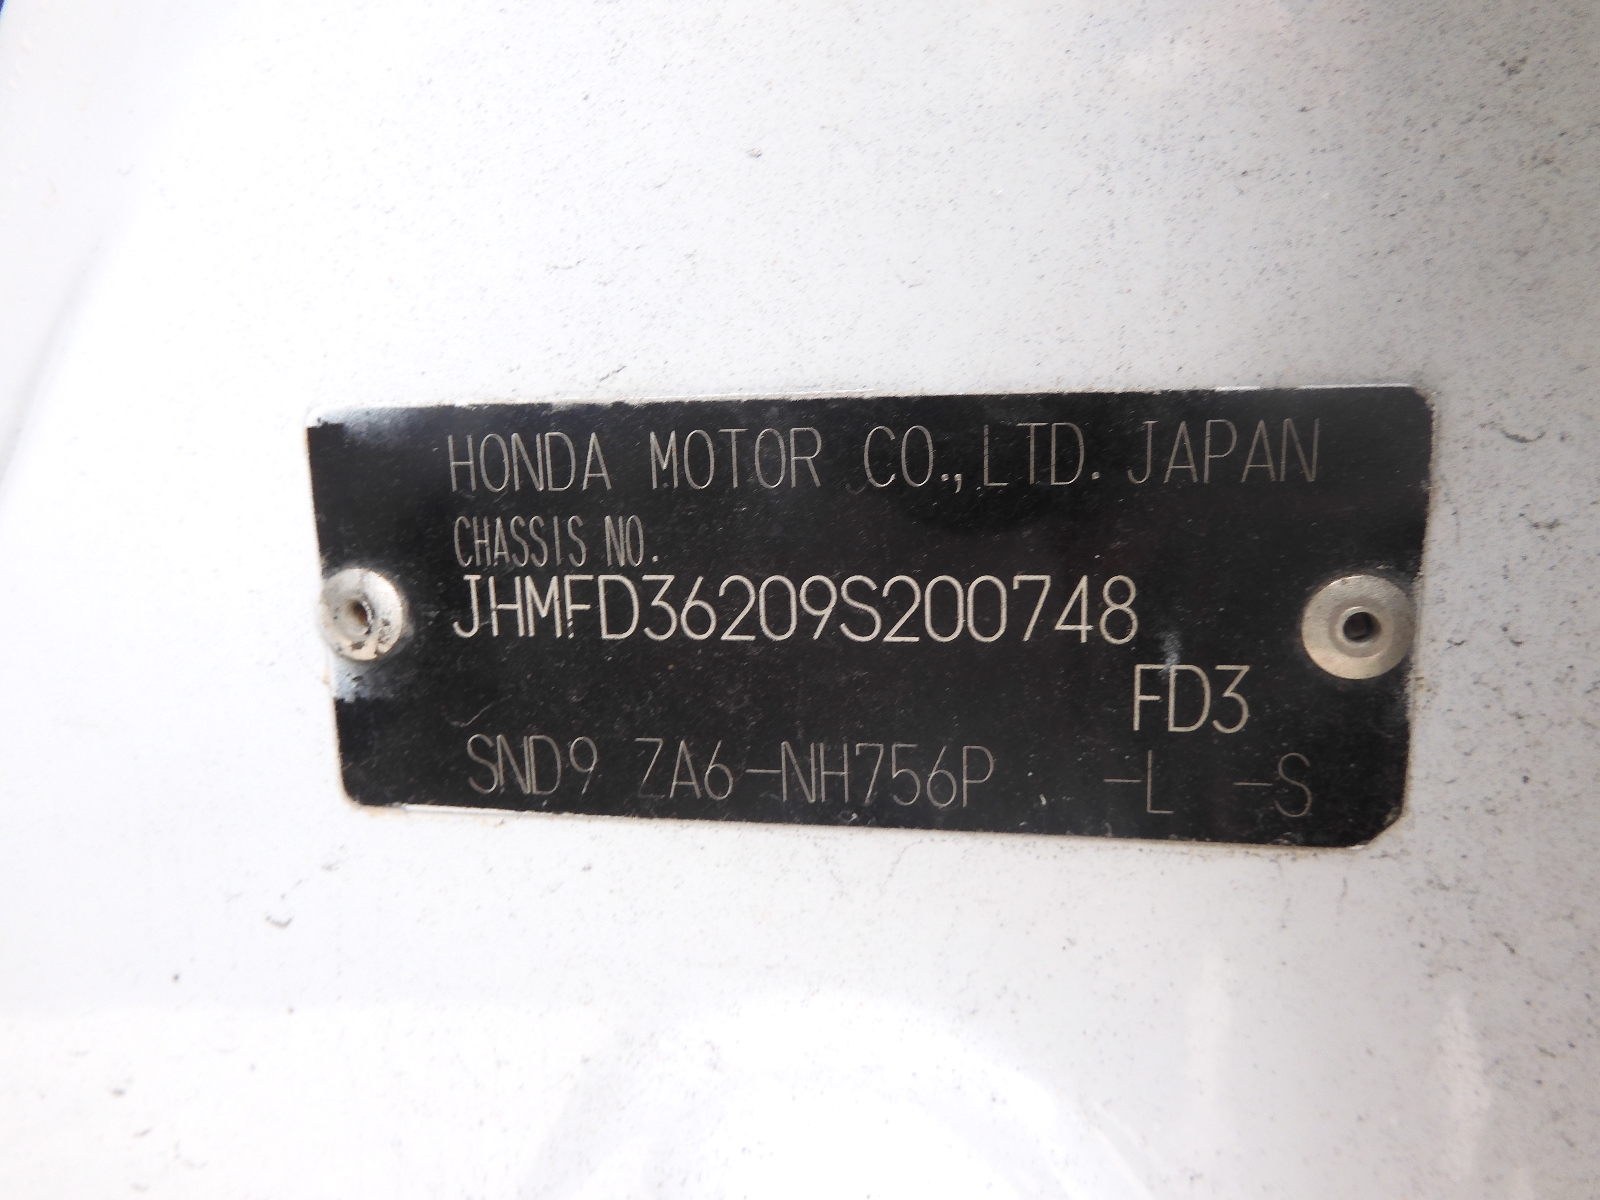 HONDA MOTOR CO., LTD. JAPAN
CHASSIS NO.
JHMFD36209S200748
FD3
SND9 ZA6-NH756P -L -S